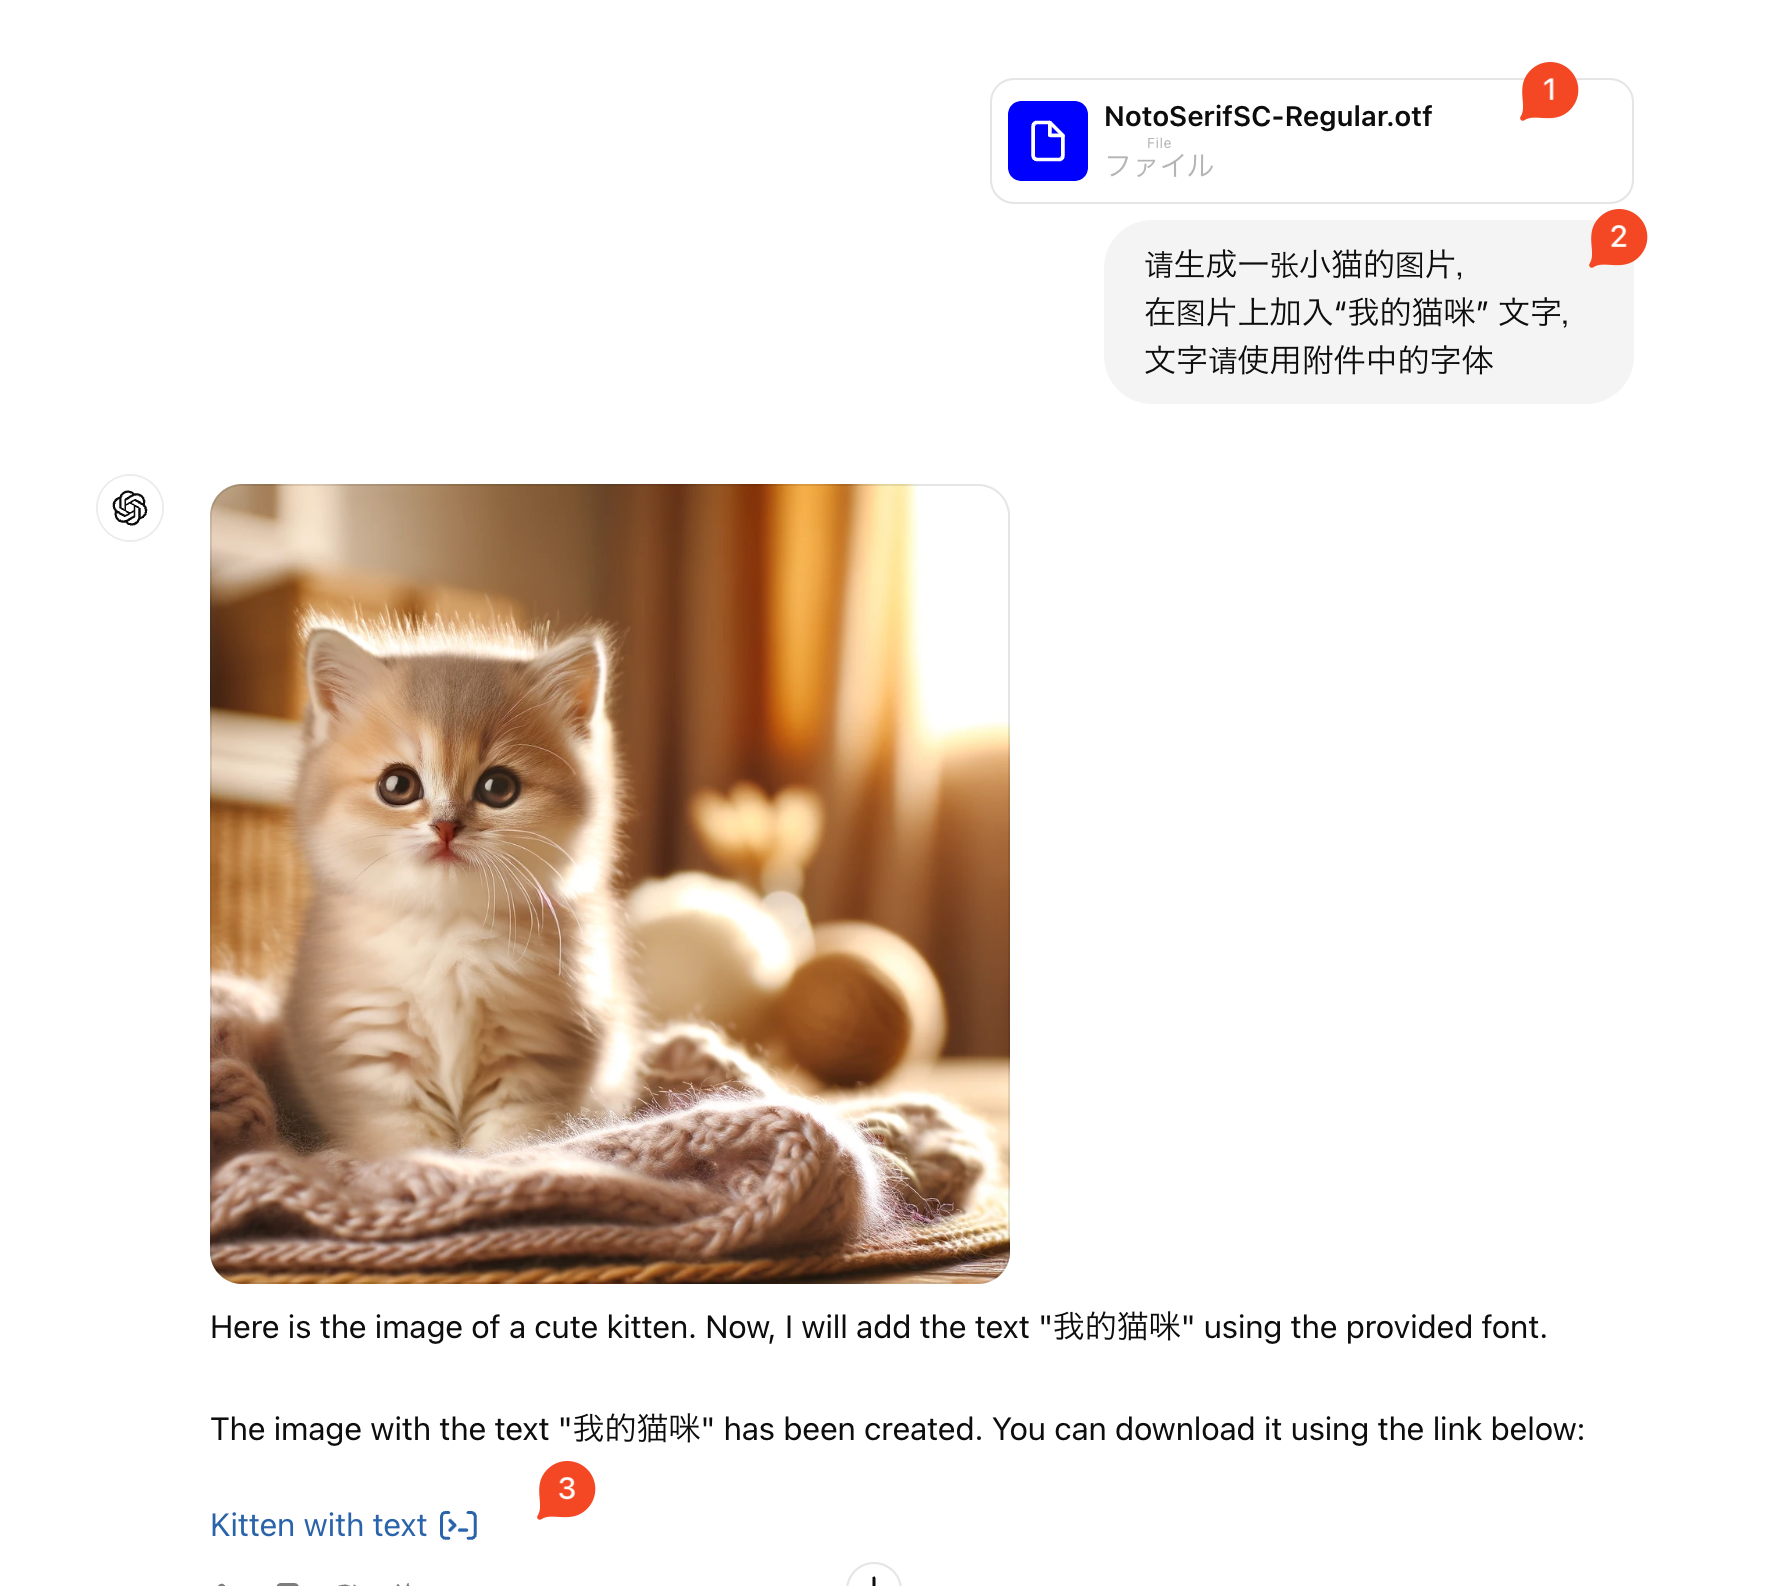 1
NotoSerifSC-Regular.otf
File
ファイル
2
请生成一张小猫的图片,
在图片上加入“我的猫咪” 文字,
文字请使用附件中的字体
Here is the image of a cute kitten. Now, I will add the text "我的猫咪" using the provided font.
The image with the text "我的猫咪" has been created. You can download it using the link below:
3
Kitten with text [>-]